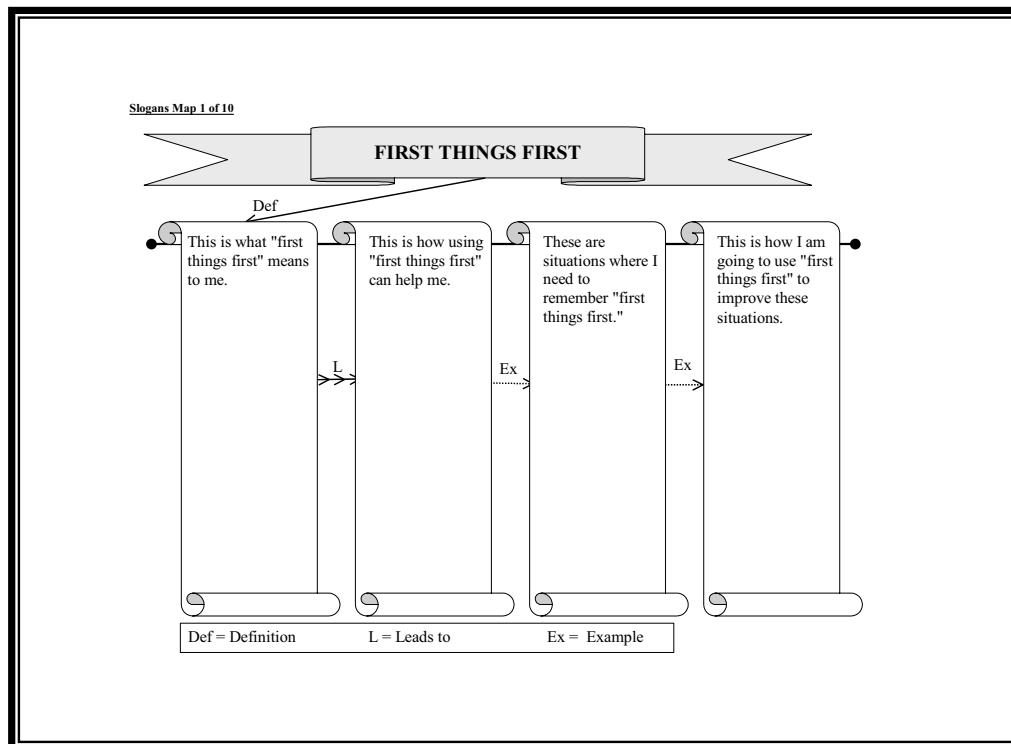 Slogans Map 1 of 10
FIRST THINGS FIRST
Def
This is what "first
things first" means
to me.
This is how using
"first things first"
can help me.
These are
situations where I
need to
remember "first
things first."
This is how I am
going to use "first
things first" to
improve these
situations.
L
Ex
Ex
Def = Definition
L = Leads to
Ex = Example